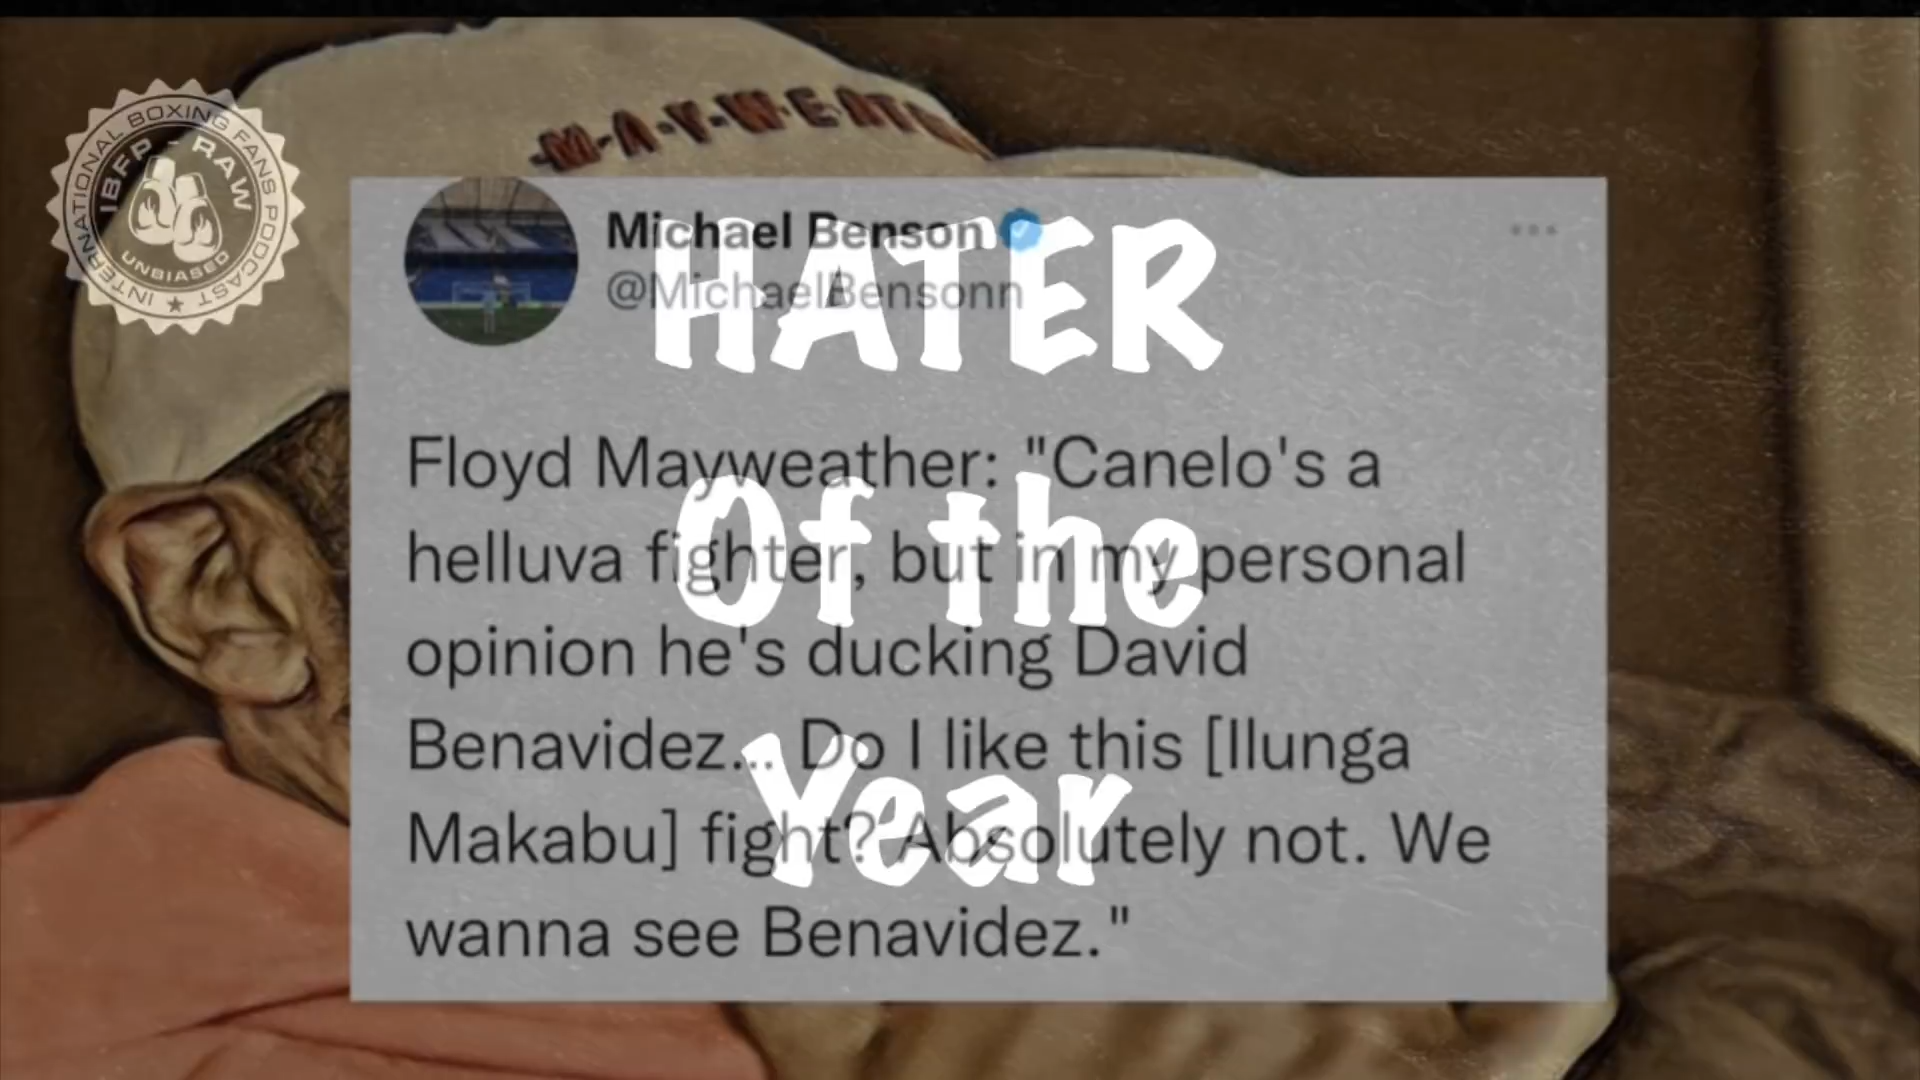 -M-A-Y-W-E-AT
INTERNATIONAL BOXING FANS PODCAST
IBFP - RAW
UNBIASED
Michael Benson
@MichaelBensonn
HATER
Of the
Year
Floyd Mayweather: "Canelo's a
helluva fighter, but in my personal
opinion he's ducking David
Benavidez... Do I like this [Ilunga
Makabu] fight? Absolutely not. We
wanna see Benavidez."